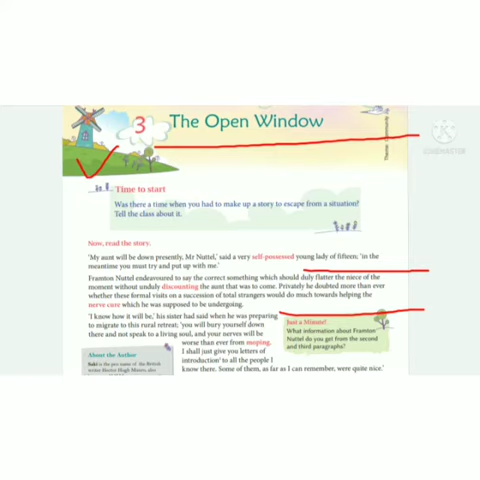 3
The Open Window
Time to start
Was there a time when you had to make up a story to escape from a situation?
Tell the class about it.
Now, read the story.
'My aunt will be down presently, Mr Nuttel,' said a very self-possessed young lady of fifteen; 'in the
meantime you must try and put up with me.'
Framton Nuttel endeavoured to say the correct something which should duly flatter the niece of the
moment without unduly discounting the aunt that was to come. Privately he doubted more than ever
whether these formal visits on a succession of total strangers would do much towards helping the
nerve cure which he was supposed to be undergoing.
'I know how it will be,' his sister had said when he was preparing
to migrate to this rural retreat; 'you will bury yourself down
there and not speak to a living soul, and your nerves will be
worse than ever from moping.
I shall just give you letters of
introduction to all the people I
know there. Some of them, as far as I can remember, were quite nice.'
Just a Minute!
What information about Framton
Nuttel do you get from the second
and third paragraphs?
About the Author
Saki is the pen name of the British
writer Hector Hugh Munro, also